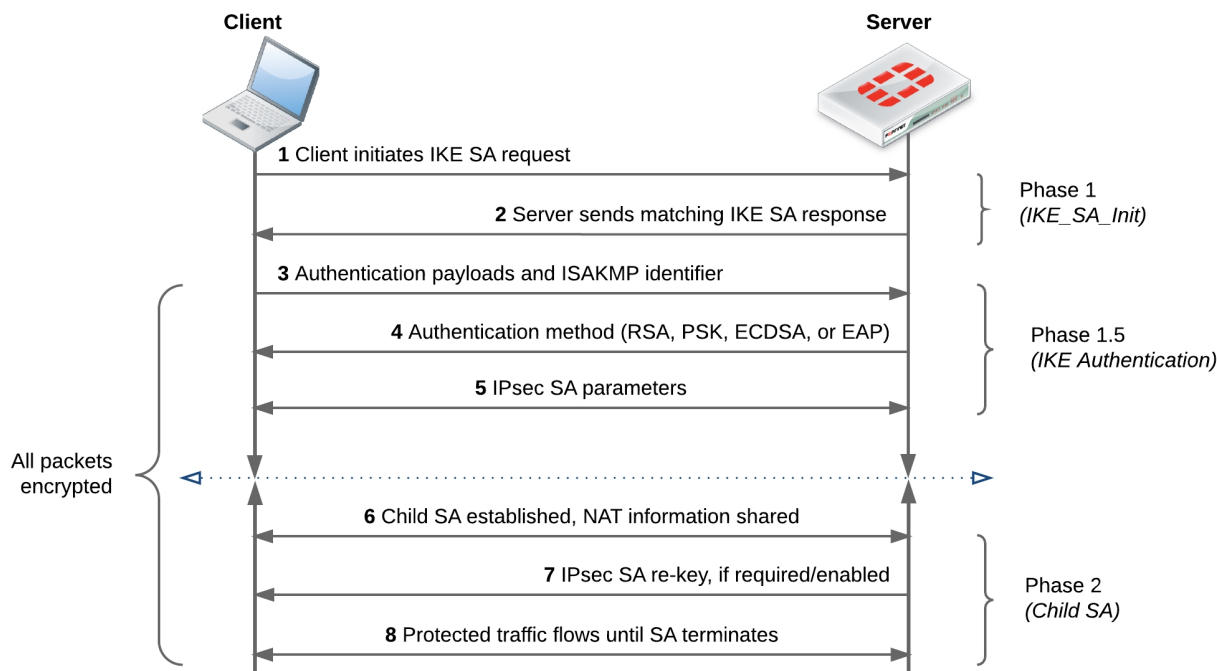 Client
Server
1 Client initiates IKE SA request
2 Server sends matching IKE SA response
Phase 1
(IKE_SA_Init)
3 Authentication payloads and ISAKMP identifier
4 Authentication method (RSA, PSK, ECDSA, or EAP)
Phase 1.5
(IKE Authentication)
5 IPsec SA parameters
All packets
encrypted
6 Child SA established, NAT information shared
7 IPsec SA re-key, if required/enabled
Phase 2
(Child SA)
8 Protected traffic flows until SA terminates